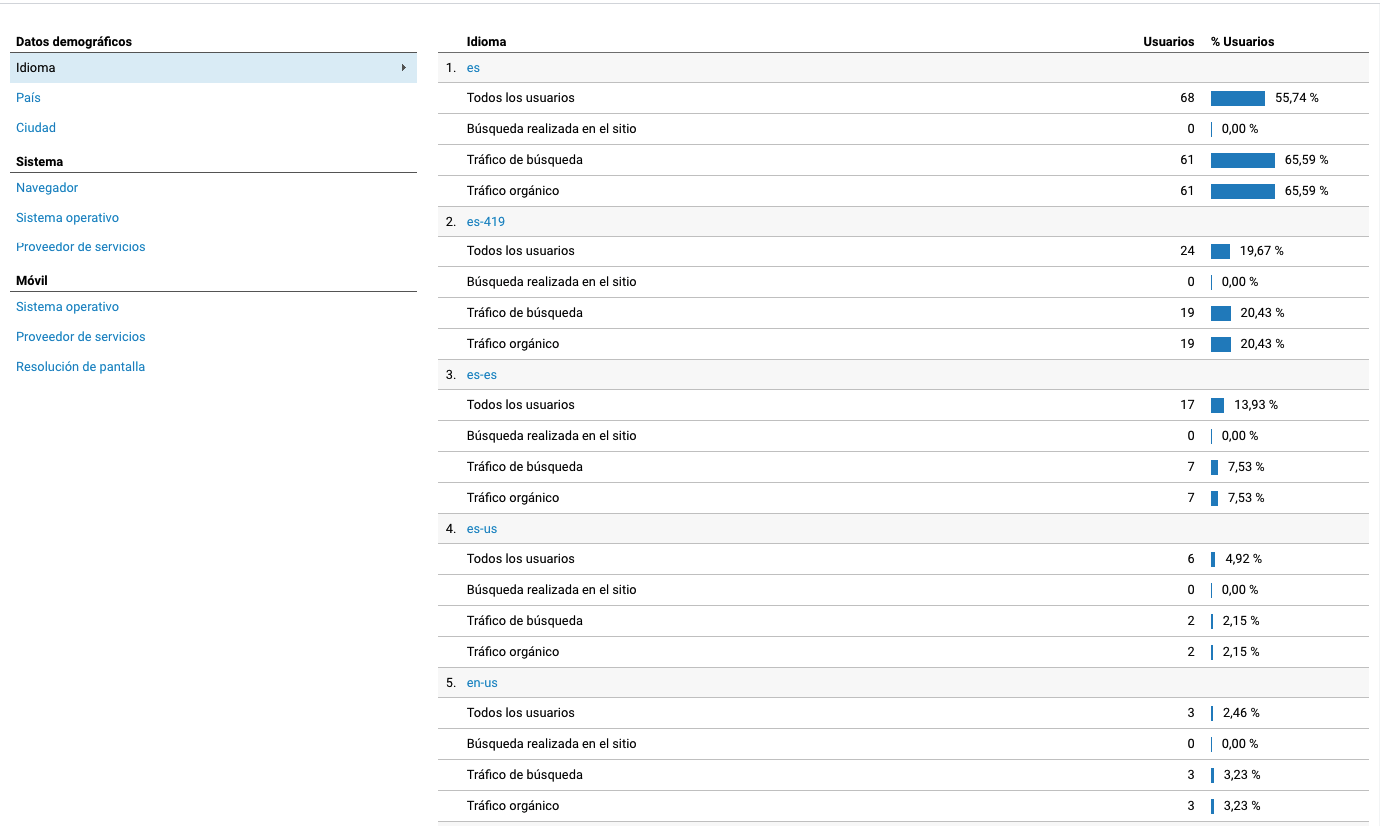 Datos demográficos
Idioma
País
Ciudad
Sistema
Navegador
Sistema operativo
Proveedor de servicios
Móvil
Sistema operativo
Proveedor de servicios
Resolución de pantalla
Idioma Usuarios % Usuarios
1. es
Todos los usuarios 68 55,74 %
Búsqueda realizada en el sitio 0 0,00 %
Tráfico de búsqueda 61 65,59 %
Tráfico orgánico 61 65,59 %
2. es-419
Todos los usuarios 24 19,67 %
Búsqueda realizada en el sitio 0 0,00 %
Tráfico de búsqueda 19 20,43 %
Tráfico orgánico 19 20,43 %
3. es-es
Todos los usuarios 17 13,93 %
Búsqueda realizada en el sitio 0 0,00 %
Tráfico de búsqueda 7 7,53 %
Tráfico orgánico 7 7,53 %
4. es-us
Todos los usuarios 6 4,92 %
Búsqueda realizada en el sitio 0 0,00 %
Tráfico de búsqueda 2 2,15 %
Tráfico orgánico 2 2,15 %
5. en-us
Todos los usuarios 3 2,46 %
Búsqueda realizada en el sitio 0 0,00 %
Tráfico de búsqueda 3 3,23 %
Tráfico orgánico 3 3,23 %